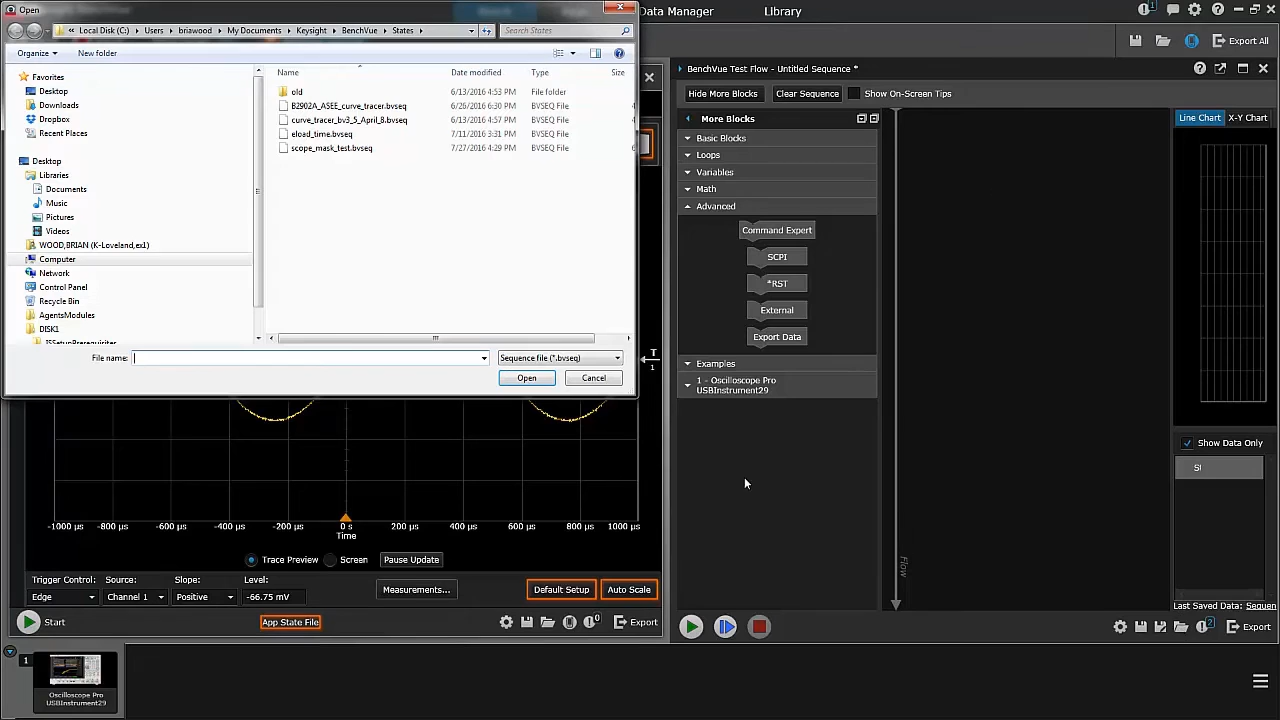 Open
Data Manager
Library
1
« Local Disk (C:) ▸ Users ▸ briawood ▸ My Documents ▸ Keysight ▸ BenchVue ▸ States ▸
Search States
Export All
Organize ▾ New folder
Name Date modified Type Size
Favorites
Desktop
Downloads
Dropbox
Recent Places
Desktop
Libraries
Documents
Music
Pictures
Videos
WOOD,BRIAN (K-Loveland,ex1)
Computer
Network
Control Panel
Recycle Bin
AgentsModules
DISK1
ISSetupPrerequisites
old 6/13/2016 4:53 PM File folder
B2902A_ASEE_curve_tracer.bvseq 6/26/2016 6:30 PM BVSEQ File 4
curve_tracer_bv3_5_April_8.bvseq 6/13/2016 4:57 PM BVSEQ File 4
eload_time.bvseq 7/11/2016 3:31 PM BVSEQ File
scope_mask_test.bvseq 7/27/2016 4:29 PM BVSEQ File 6
File name:
Sequence file (*.bvseq)
Open Cancel
T
1
BenchVue Test Flow - Untitled Sequence *
Hide More Blocks Clear Sequence Show On-Screen Tips
More Blocks
Basic Blocks
Loops
Variables
Math
Advanced
Command Expert
SCPI
*RST
External
Export Data
Examples
1 - Oscilloscope Pro
USBInstrument29
Flow
Line Chart X-Y Chart
Show Data Only
S!
Last Saved Data: Sequen
2
Export
-1000 µs -800 µs -600 µs -400 µs -200 µs 0 s 200 µs 400 µs 600 µs 800 µs 1000 µs
Time
Trace Preview Screen Pause Update
Trigger Control: Source: Slope: Level:
Edge Channel 1 Positive -66.75 mV
Measurements... Default Setup Auto Scale
Start App State File 0 Export
1
Oscilloscope Pro
USBInstrument29